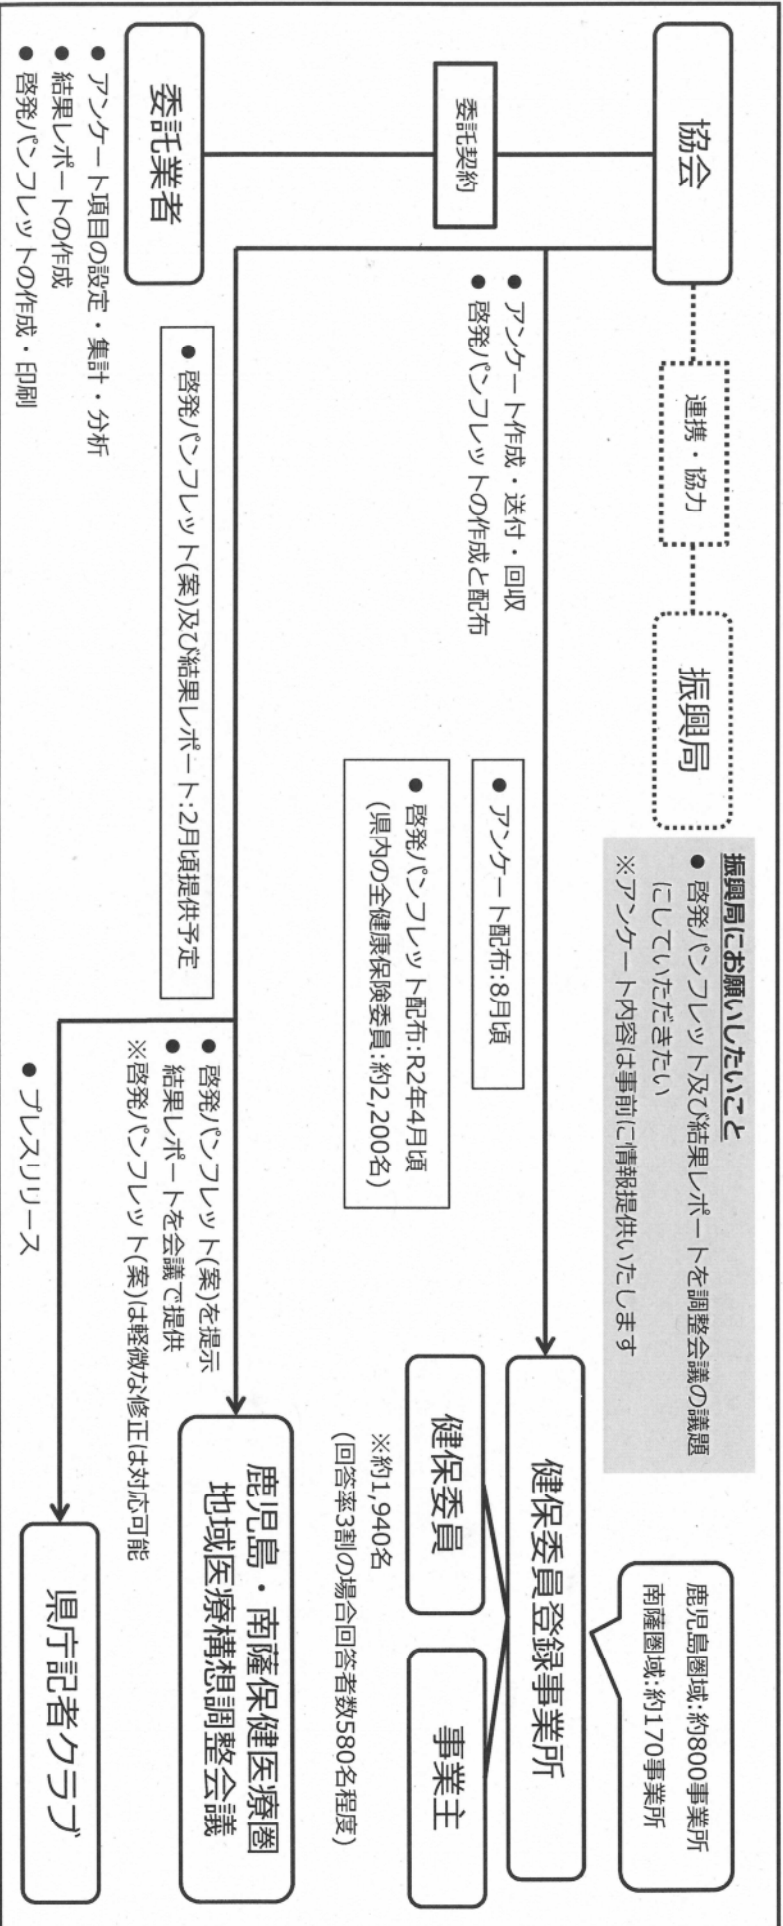 協会
連携・協力
振興局
振興局にお願いしたいこと
● 啓発パンフレット及び結果レポートを調整会議の議題
にしていただきたい
※アンケート内容は事前に情報提供いたします
鹿児島圏域:約800事業所
南薩圏域:約170事業所
委託契約
● アンケート作成・送付・回収
● 啓発パンフレットの作成と配布
● アンケート配布:8月頃
● 啓発パンフレット配布:R2年4月頃
(県内の全健康保険委員:約2,200名)
健保委員登録事業所
健保委員
事業主
※約1,940名
(回答率3割の場合回答者数580名程度)
委託業者
● アンケート項目の設定・集計・分析
● 結果レポートの作成
● 啓発パンフレットの作成・印刷
● 啓発パンフレット(案)及び結果レポート:2月頃提供予定
● 啓発パンフレット(案)を提示
● 結果レポートを会議で提供
※啓発パンフレット(案)は軽微な修正は対応可能
鹿児島・南薩保健医療圏
地域医療構想調整会議
● プレスリリース
県庁記者クラブ